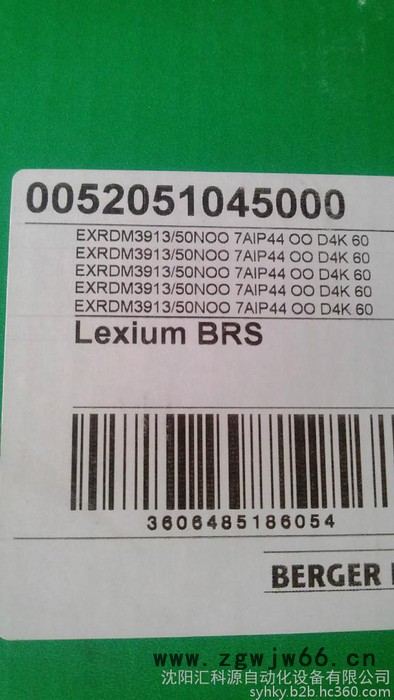 0052051045000
EXRDM3913/50NOO 7AIP44 OO D4K 60
EXRDM3913/50NOO 7AIP44 OO D4K 60
EXRDM3913/50NOO 7AIP44 OO D4K 60
EXRDM3913/50NOO 7AIP44 OO D4K 60
EXRDM3913/50NOO 7AIP44 OO D4K 60
Lexium BRS
3606485186054
BERGER
www.zgwjw66.cn
沈阳汇科源自动化设备有限公司
syhky.b2b.hc360.com